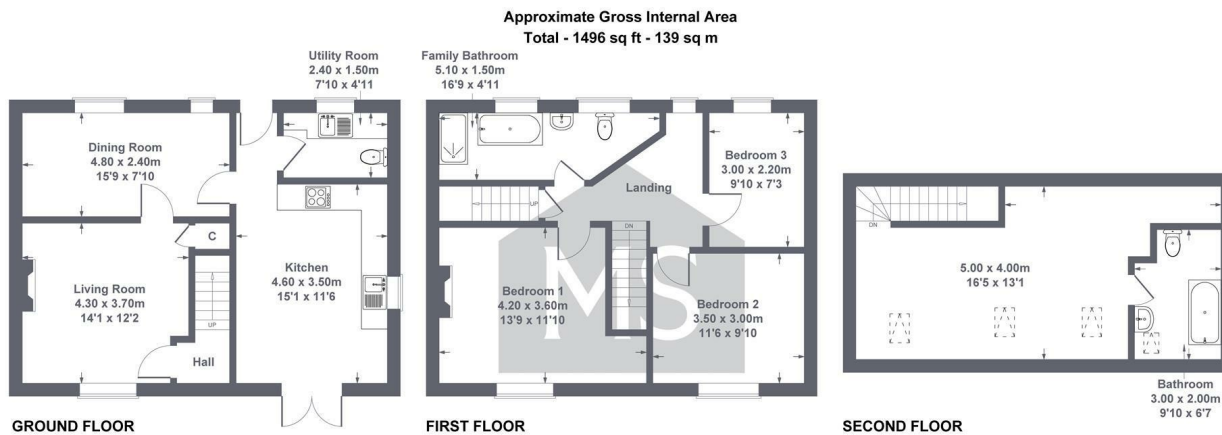 Approximate Gross Internal Area
Total - 1496 sq ft - 139 sq m
Utility Room
2.40 x 1.50m
7'10 x 4'11
Family Bathroom
5.10 x 1.50m
16'9 x 4'11
Dining Room
4.80 x 2.40m
15'9 x 7'10
C
Living Room
4.30 x 3.70m
14'1 x 12'2
UP
Hall
Kitchen
4.60 x 3.50m
15'1 x 11'6
GROUND FLOOR
UP
Landing
Bedroom 3
3.00 x 2.20m
9'10 x 7'3
DN
MS
Bedroom 1
4.20 x 3.60m
13'9 x 11'10
Bedroom 2
3.50 x 3.00m
11'6 x 9'10
FIRST FLOOR
DN
5.00 x 4.00m
16'5 x 13'1
Bathroom
3.00 x 2.00m
9'10 x 6'7
SECOND FLOOR